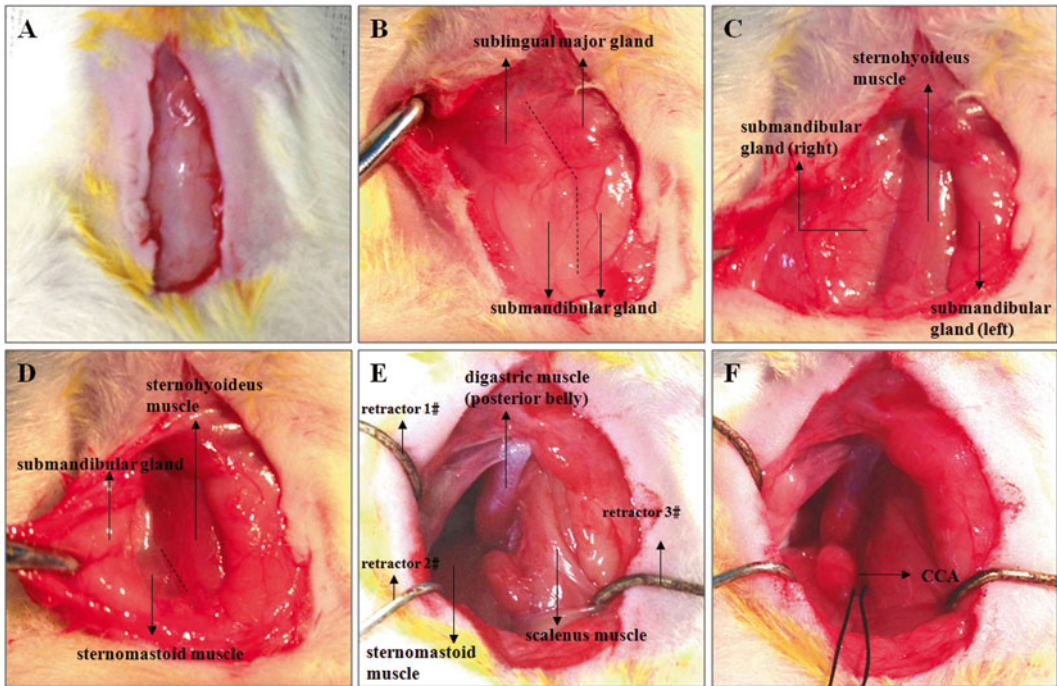 A
B
sublingual major gland
submandibular gland
C
sternohyoideus
muscle
submandibular
gland (right)
submandibular
gland (left)
D
sternohyoideus
muscle
submandibular gland
sternomastoid muscle
E
digastric muscle
(posterior belly)
retractor 1#
retractor 3#
retractor 2#
scalenus muscle
sternomastoid
muscle
F
CCA